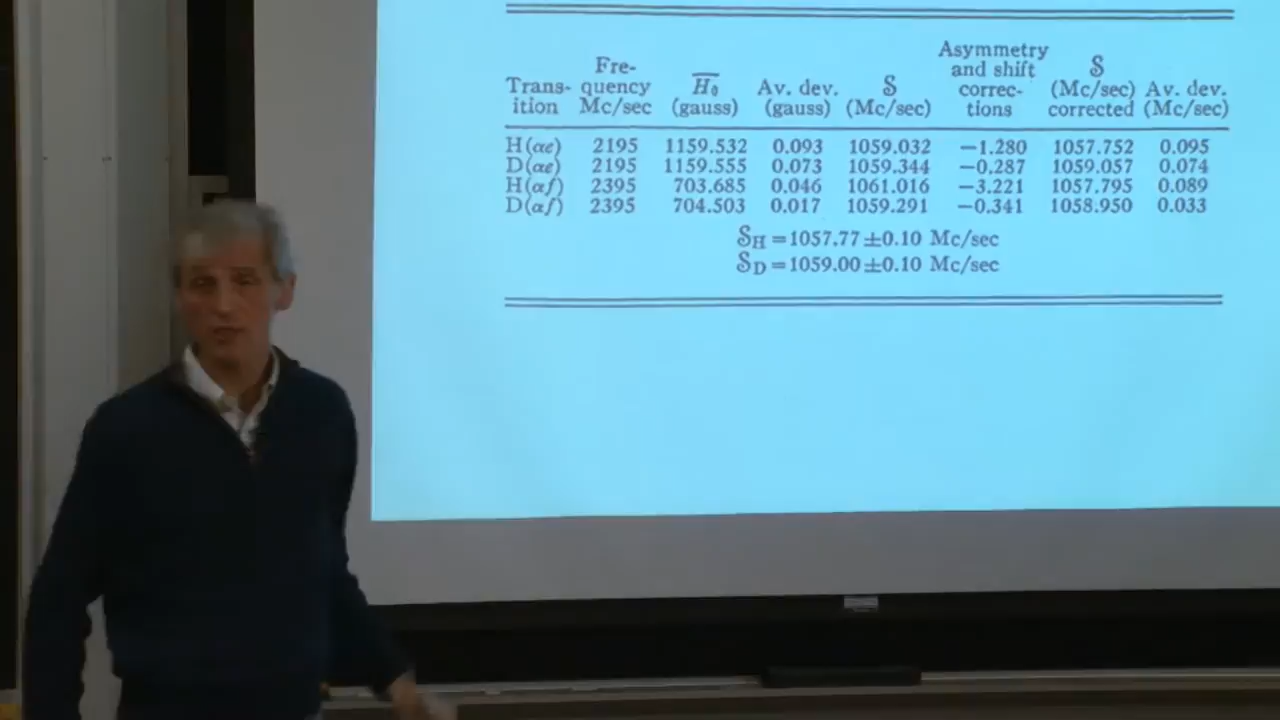 Trans-ition Fre-quency Mc/sec H̅₀ (gauss) Av. dev. (gauss) 𝒮 (Mc/sec) Asymmetry and shift correc-tions 𝒮 (Mc/sec) corrected Av. dev. (Mc/sec)
H(αe) 2195 1159.532 0.093 1059.032 −1.280 1057.752 0.095
D(αe) 2195 1159.555 0.073 1059.344 −0.287 1059.057 0.074
H(αf) 2395 703.685 0.046 1061.016 −3.221 1057.795 0.089
D(αf) 2395 704.503 0.017 1059.291 −0.341 1058.950 0.033
𝒮H = 1057.77 ±0.10 Mc/sec
𝒮D = 1059.00 ±0.10 Mc/sec